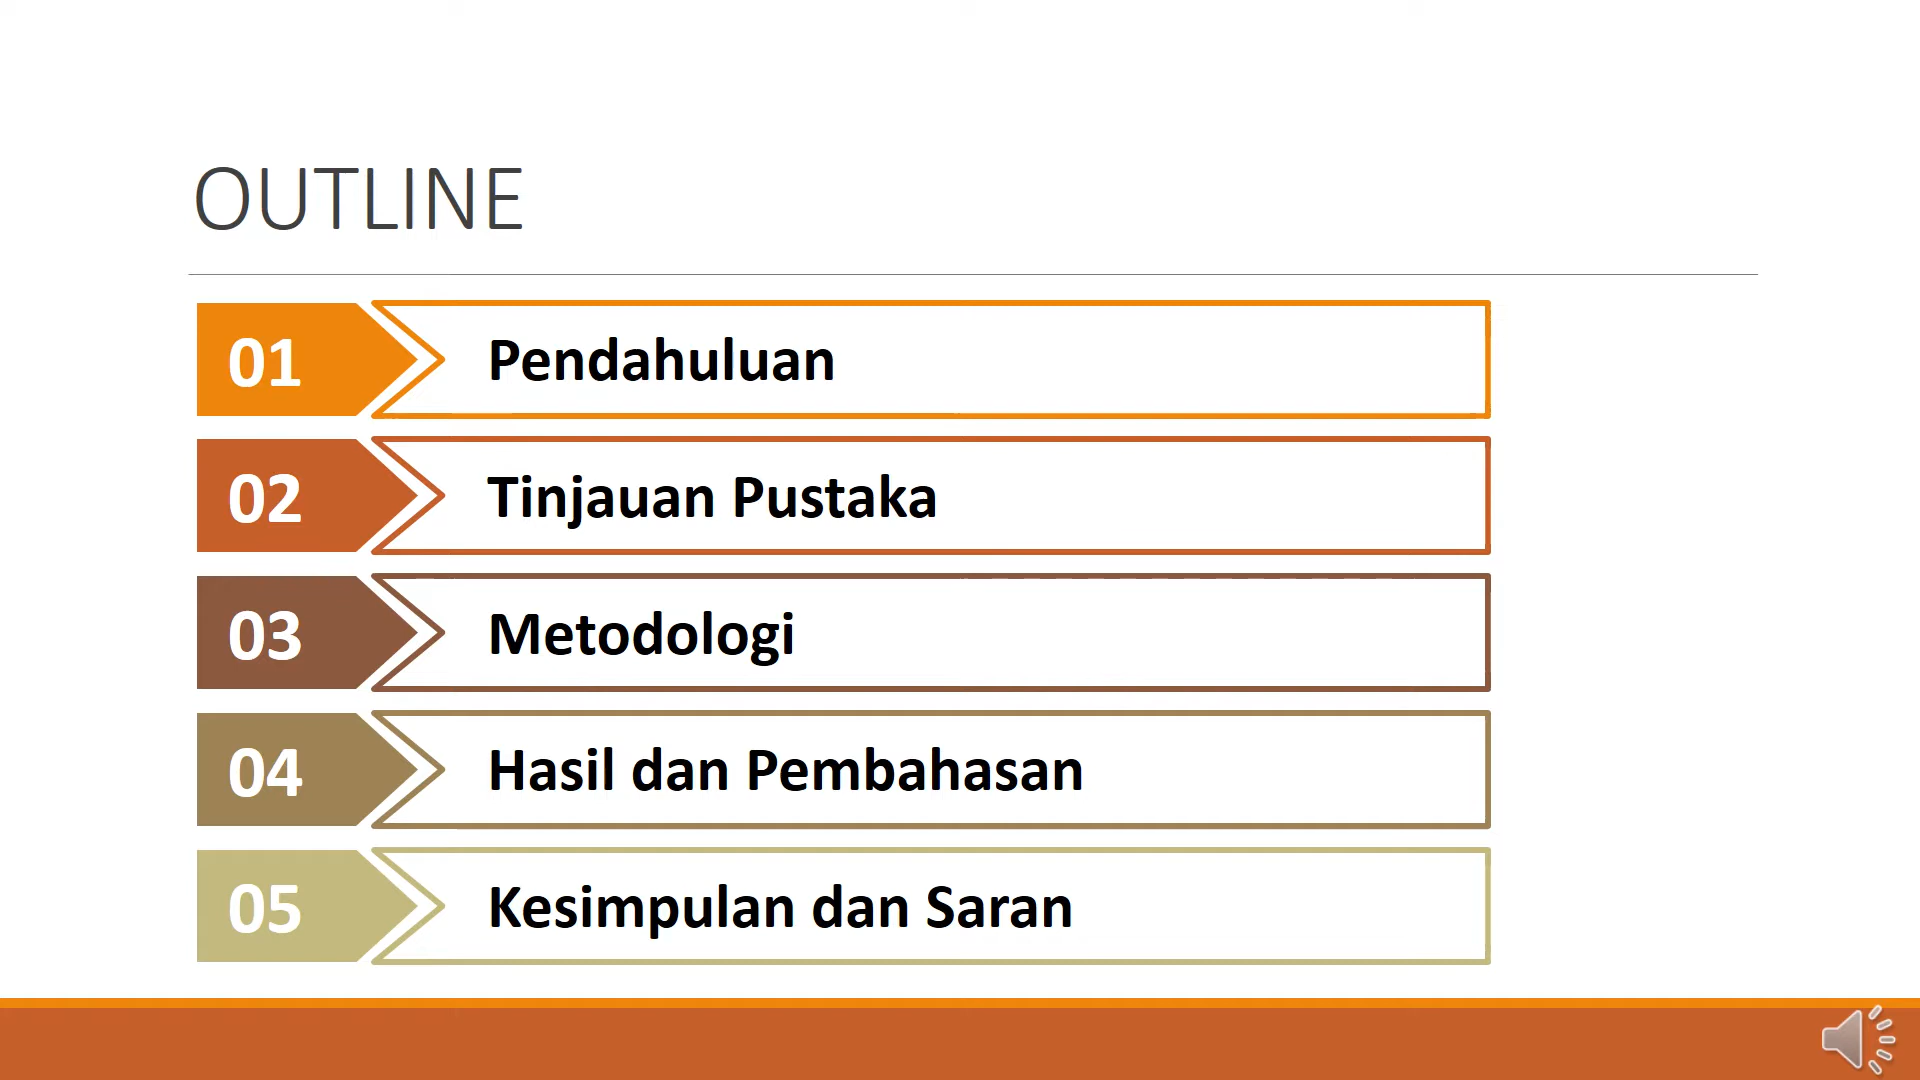 OUTLINE
01 Pendahuluan
02 Tinjauan Pustaka
03 Metodologi
04 Hasil dan Pembahasan
05 Kesimpulan dan Saran